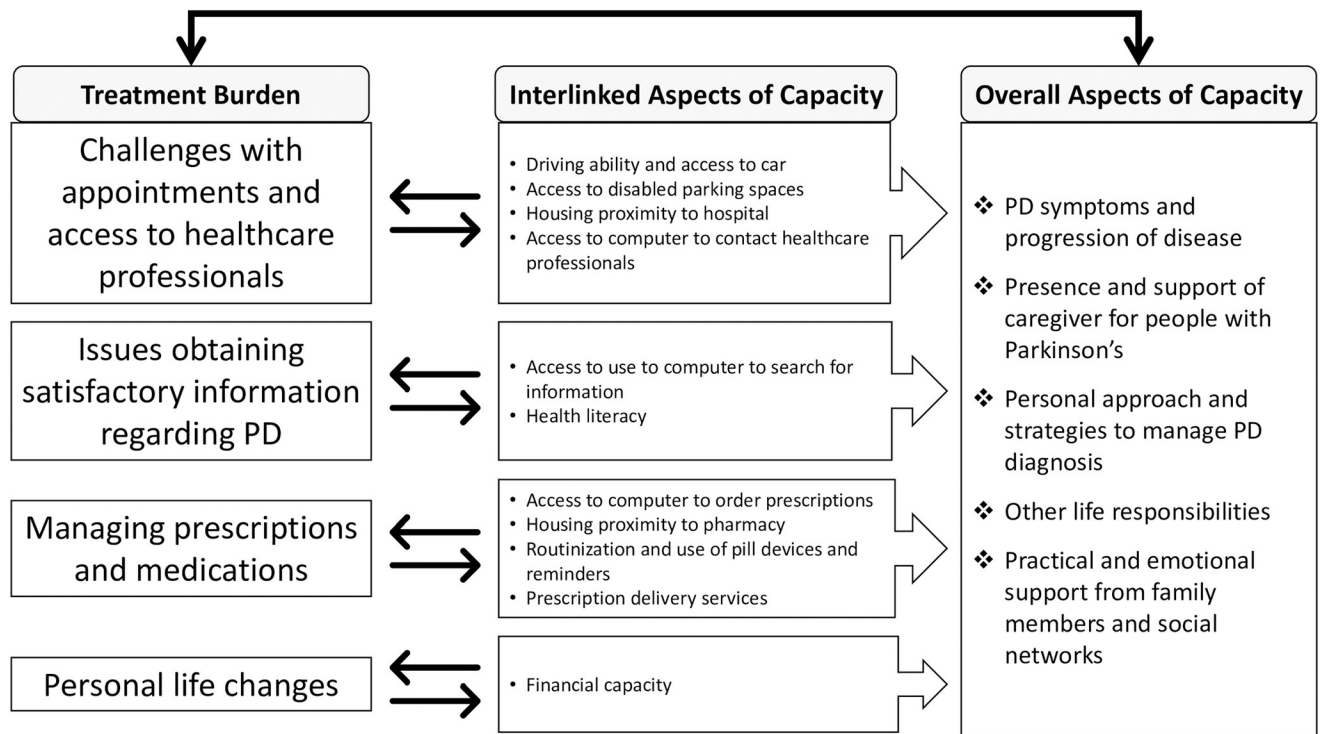 Treatment Burden
Challenges with
appointments and
access to healthcare
professionals
Issues obtaining
satisfactory information
regarding PD
Managing prescriptions
and medications
Personal life changes
Interlinked Aspects of Capacity
• Driving ability and access to car
• Access to disabled parking spaces
• Housing proximity to hospital
• Access to computer to contact healthcare
professionals
• Access to use to computer to search for
information
• Health literacy
• Access to computer to order prescriptions
• Housing proximity to pharmacy
• Routinization and use of pill devices and
reminders
• Prescription delivery services
• Financial capacity
Overall Aspects of Capacity
❖ PD symptoms and
progression of disease
❖ Presence and support of
caregiver for people with
Parkinson’s
❖ Personal approach and
strategies to manage PD
diagnosis
❖ Other life responsibilities
❖ Practical and emotional
support from family
members and social
networks